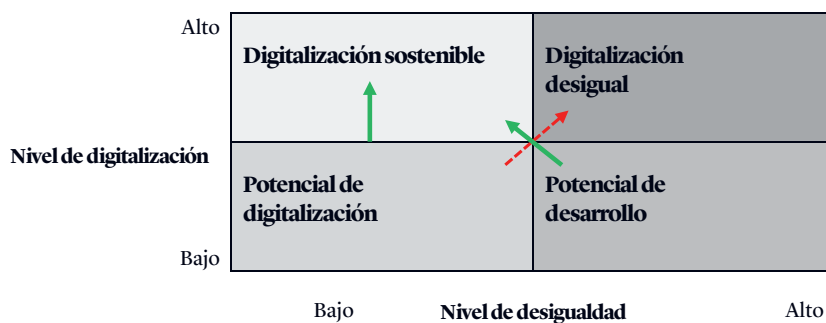 Alto
Digitalización sostenible
Digitalización
desigual
Nivel de digitalización
Potencial de
digitalización
Potencial de
desarrollo
Bajo
Bajo
Nivel de desigualdad
Alto